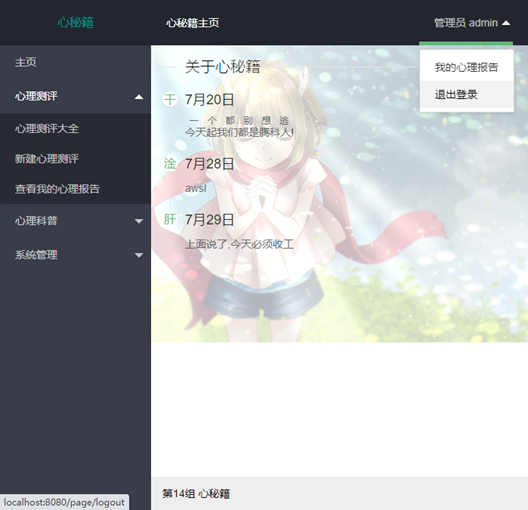 心秘籍
心秘籍主页
管理员 admin
主页
心理测评
心理测评大全
新建心理测评
查看我的心理报告
心理科普
系统管理
我的心理报告
退出登录
关于心秘籍
干
7月20日
一个都别想逃
今天起我们都是腾科人!
淦
7月28日
awsl
肝
7月29日
上面说了,今天必须收工
第14组 心秘籍
localhost:8080/page/logout